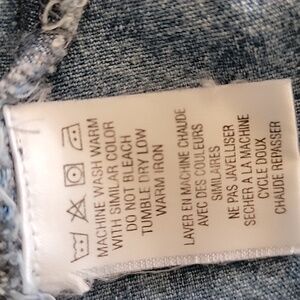 MACHINE WASH WARM
WITH SIMILAR COLOR
DO NOT BLEACH
TUMBLE DRY LOW
WARM IRON
LAVER EN MACHINE CHAUDE
AVEC DES COULEURS
SIMILAIRES
NE PAS JAVELLISER
SECHER A LA MACHINE
CYCLE DOUX
CHAUDE REPASSER